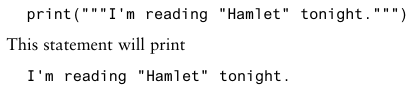 print("""I'm reading "Hamlet" tonight.""")
This statement will print
I'm reading "Hamlet" tonight.